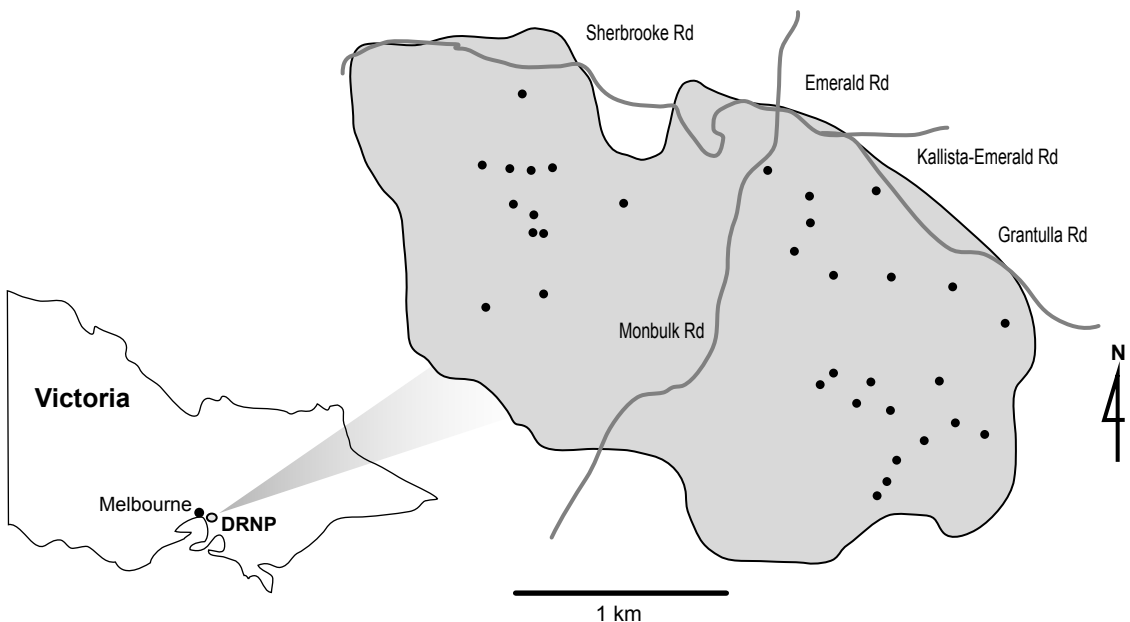 Sherbrooke Rd
Emerald Rd
Kallista-Emerald Rd
Grantulla Rd
Monbulk Rd
N
Victoria
Melbourne
DRNP
1 km